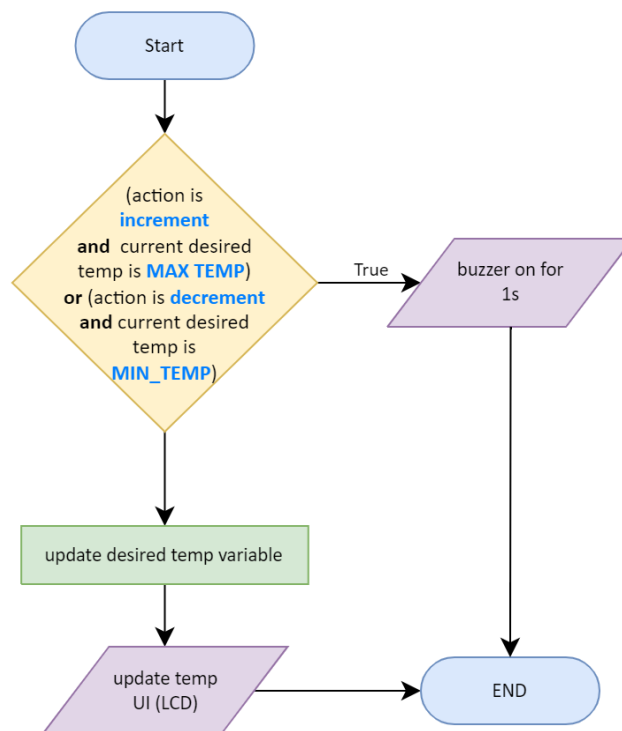 Start
(action is
increment
and current desired
temp is MAX TEMP)
or (action is decrement
and current desired
temp is
MIN_TEMP)
True
buzzer on for
1s
update desired temp variable
update temp
UI (LCD)
END